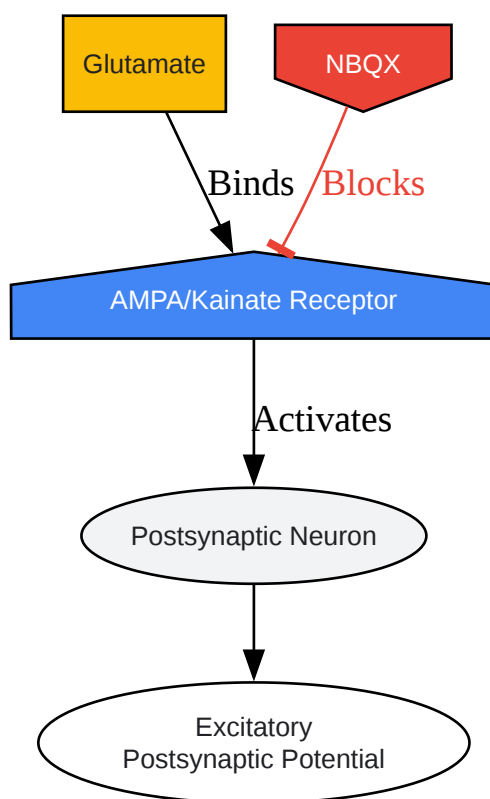 Glutamate
NBQX
Binds
Blocks
AMPA/Kainate Receptor
Activates
Postsynaptic Neuron
Excitatory
Postsynaptic Potential